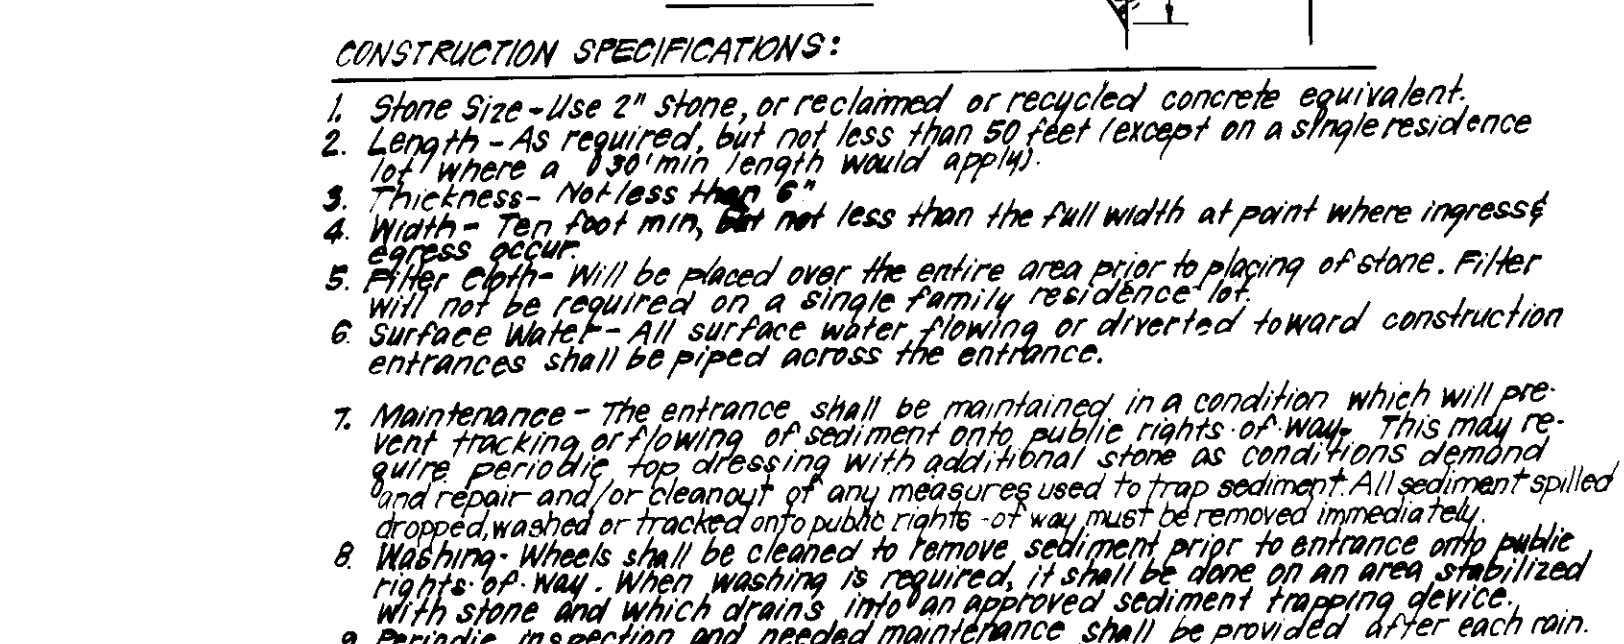 CONSTRUCTION SPECIFICATIONS:
1. Stone Size - Use 2" stone, or reclaimed or recycled concrete equivalent.
2. Length - As required, but not less than 50 feet (except on a single residence
lot where a 30' min length would apply).
3. Thickness - Not less than 6"
4. Width - Ten foot min, but not less than the full width at point where ingress &
egress occur.
5. Filter Cloth - Will be placed over the entire area prior to placing of stone. Filter
will not be required on a single family residence lot.
6 Surface Water - All surface water flowing or diverted toward construction
entrances shall be piped across the entrance.
7. Maintenance - The entrance shall be maintained in a condition which will pre-
vent tracking or flowing of sediment onto public rights-of-way. This may re-
quire periodic top dressing with additional stone as conditions demand
and repair and/or cleanout of any measures used to trap sediment. All sediment spilled
dropped, washed or tracked onto public rights-of way must be removed immediately.
8 Washing - Wheels shall be cleaned to remove sediment prior to entrance onto public
rights-of-way. When washing is required, it shall be done on an area stabilized
with stone and which drains into an approved sediment trapping device.
9 Periodic inspection and needed maintenance shall be provided after each rain.